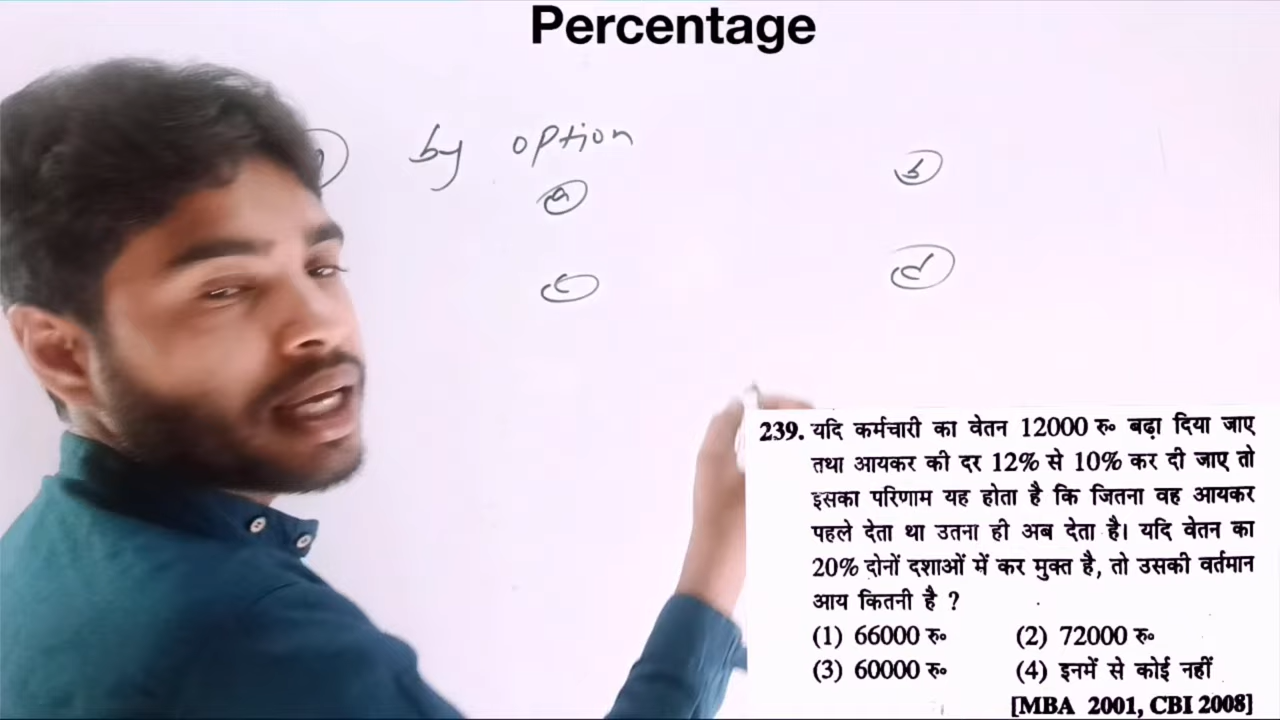 Percentage
by option
a b
c d
239. यदि कर्मचारी का वेतन 12000 रु॰ बढ़ा दिया जाए
तथा आयकर की दर 12% से 10% कर दी जाए तो
इसका परिणाम यह होता है कि जितना वह आयकर
पहले देता था उतना ही अब देता है। यदि वेतन का
20% दोनों दशाओं में कर मुक्त है, तो उसकी वर्तमान
आय कितनी है ?
(1) 66000 रु॰ (2) 72000 रु॰
(3) 60000 रु॰ (4) इनमें से कोई नहीं
[MBA 2001, CBI 2008]